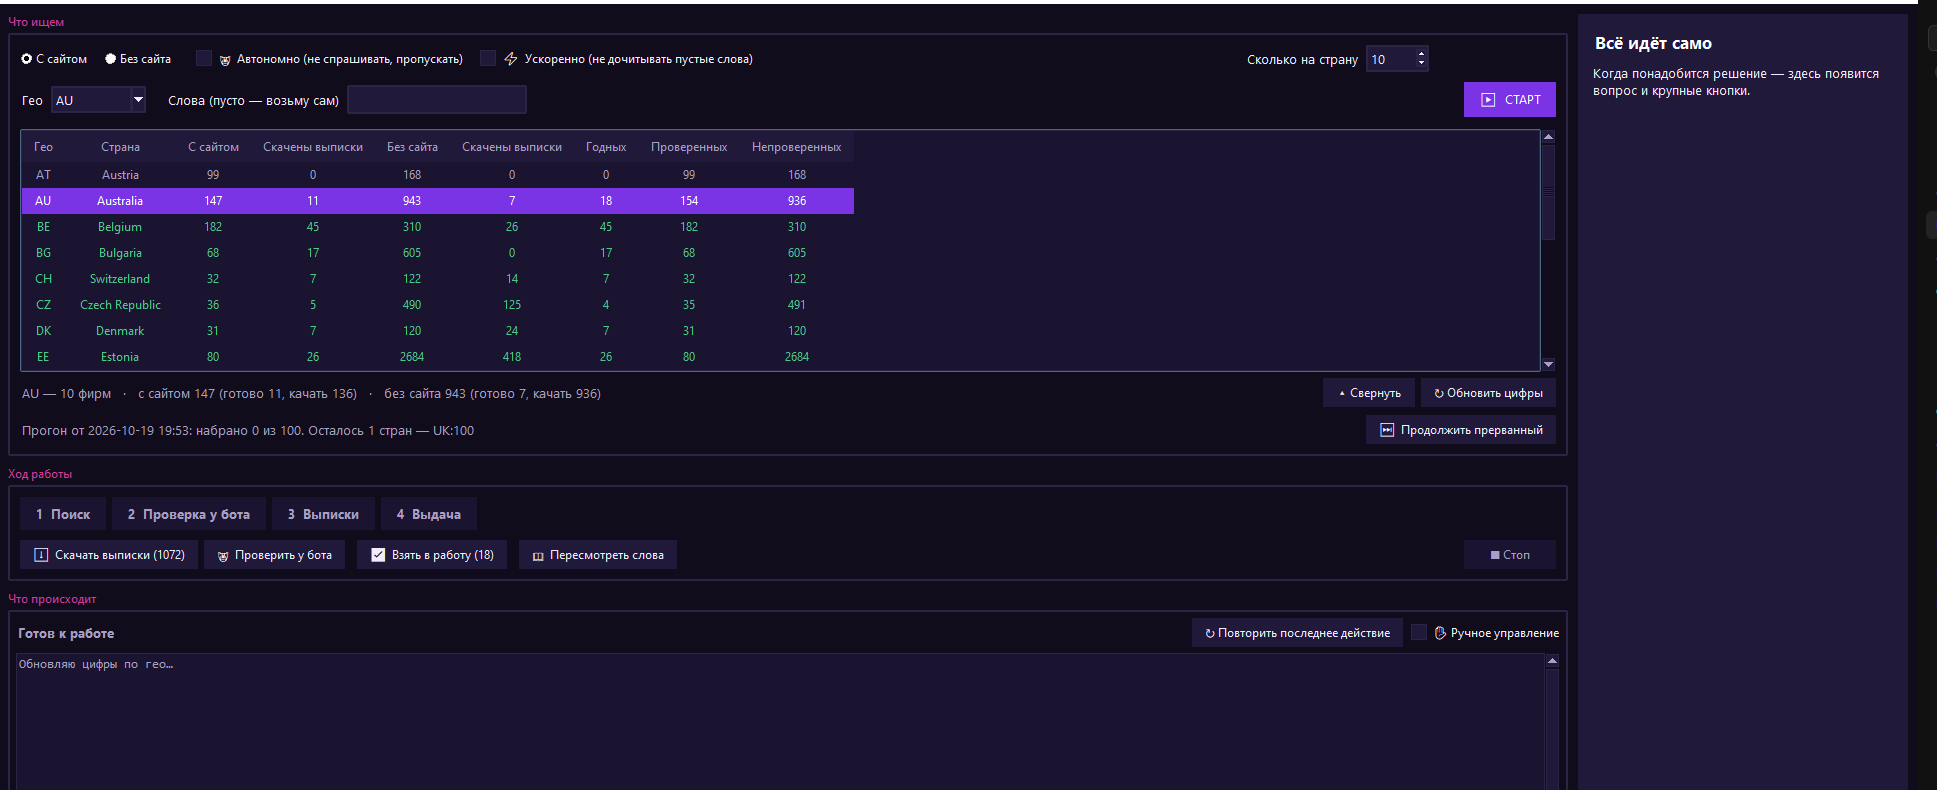 Что ищем
С сайтом Без сайта Автономно (не спрашивать, пропускать) Ускоренно (не дочитывать пустые слова) Сколько на страну 10
Гео AU Слова (пусто — возьму сам) СТАРТ
Гео Страна С сайтом Скачены выписки Без сайта Скачены выписки Годных Проверенных Непроверенных
AT Austria 99 0 168 0 0 99 168
AU Australia 147 11 943 7 18 154 936
BE Belgium 182 45 310 26 45 182 310
BG Bulgaria 68 17 605 0 17 68 605
CH Switzerland 32 7 122 14 7 32 122
CZ Czech Republic 36 5 490 125 4 35 491
DK Denmark 31 7 120 24 7 31 120
EE Estonia 80 26 2684 418 26 80 2684
AU — 10 фирм · с сайтом 147 (готово 11, качать 136) · без сайта 943 (готово 7, качать 936) Свернуть Обновить цифры
Прогон от 2026-10-19 19:53: набрано 0 из 100. Осталось 1 стран — UK:100 Продолжить прерванный
Ход работы
1 Поиск 2 Проверка у бота 3 Выписки 4 Выдача
Скачать выписки (1072) Проверить у бота Взять в работу (18) Пересмотреть слова Стоп
Что происходит
Готов к работе Повторить последнее действие Ручное управление
Обновляю цифры по гео…
Всё идёт само
Когда понадобится решение — здесь появится
вопрос и крупные кнопки.